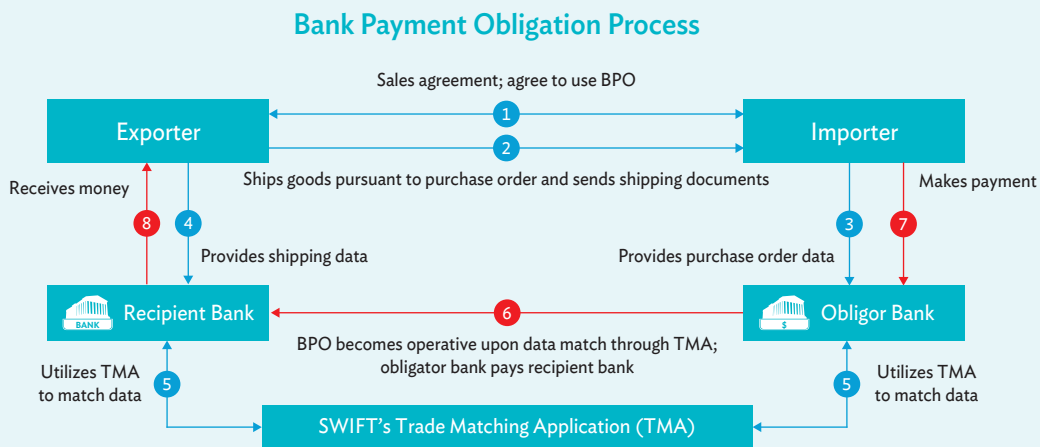 Bank Payment Obligation Process
Sales agreement; agree to use BPO
1
Exporter
Importer
2
Ships goods pursuant to purchase order and sends shipping documents
Receives money
Makes payment
8
4
3
7
Provides shipping data
Provides purchase order data
BANK
Recipient Bank
6
$
Obligor Bank
BPO becomes operative upon data match through TMA;
obligator bank pays recipient bank
Utilizes TMA
to match data
5
5
Utilizes TMA
to match data
SWIFT's Trade Matching Application (TMA)